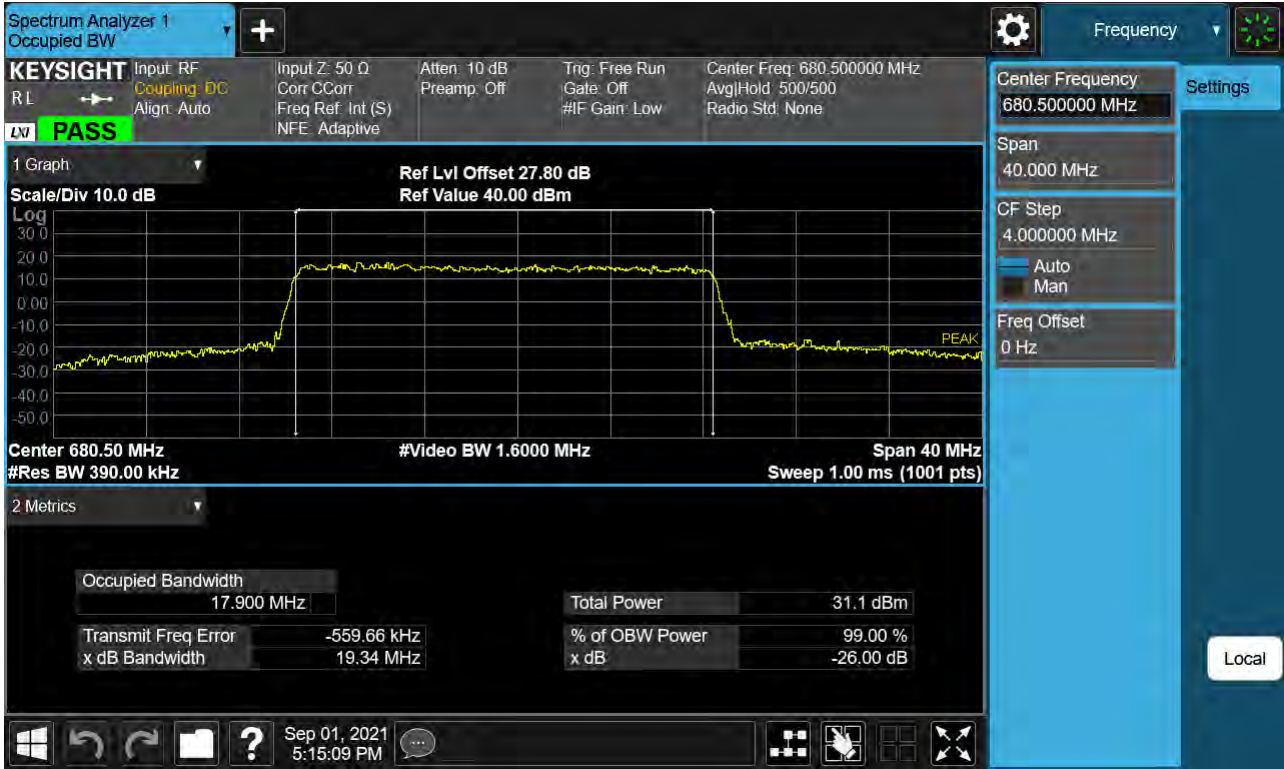 Spectrum Analyzer 1
Occupied BW
+
Frequency
KEYSIGHT
R L
LXI
PASS
Input: RF
Coupling: DC
Align: Auto
Input Z: 50 Ω
Corr CCorr
Freq Ref: Int (S)
NFE: Adaptive
Atten: 10 dB
Preamp: Off
Trig: Free Run
Gate: Off
#IF Gain: Low
Center Freq: 680.500000 MHz
Avg|Hold: 500/500
Radio Std: None
Center Frequency
680.500000 MHz
Settings
Span
40.000 MHz
CF Step
4.000000 MHz
Auto
Man
Freq Offset
0 Hz
Local
1 Graph
Scale/Div 10.0 dB
Ref Lvl Offset 27.80 dB
Ref Value 40.00 dBm
Log
30.0
20.0
10.0
0.00
-10.0
-20.0
-30.0
-40.0
-50.0
PEAK
Center 680.50 MHz
#Video BW 1.6000 MHz
Span 40 MHz
#Res BW 390.00 kHz
Sweep 1.00 ms (1001 pts)
2 Metrics
Occupied Bandwidth
17.900 MHz
Total Power 31.1 dBm
Transmit Freq Error -559.66 kHz
% of OBW Power 99.00 %
x dB Bandwidth 19.34 MHz
x dB -26.00 dB
?
Sep 01, 2021
5:15:09 PM